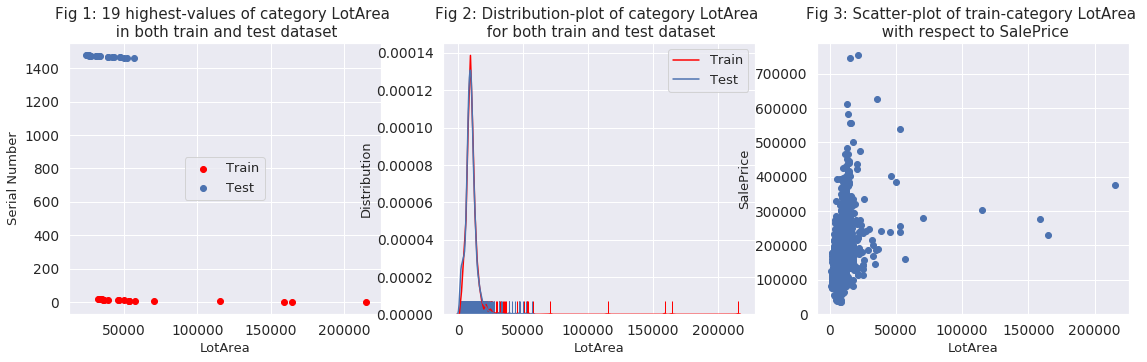 Fig 1: 19 highest-values of category LotArea
in both train and test dataset
1400
1200
1000
800
600
400
200
0
Serial Number
Train
Test
50000
100000
150000
200000
LotArea
Fig 2: Distribution-plot of category LotArea
for both train and test dataset
0.00014
0.00012
0.00010
0.00008
0.00006
0.00004
0.00002
0.00000
Distribution
Train
Test
0
50000
100000
150000
200000
LotArea
Fig 3: Scatter-plot of train-category LotArea
with respect to SalePrice
700000
600000
500000
400000
300000
200000
100000
0
SalePrice
0
50000
100000
150000
200000
LotArea